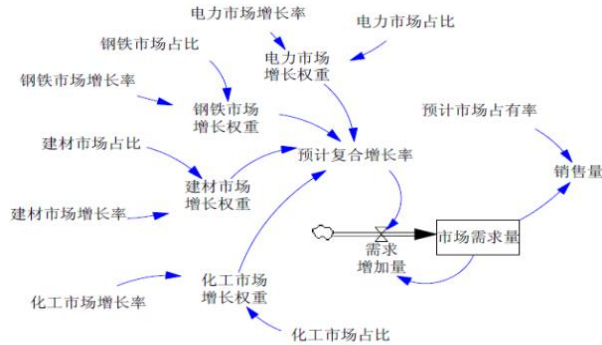 电力市场增长率
电力市场占比
钢铁市场占比
电力市场
增长权重
钢铁市场增长率
钢铁市场
增长权重
预计市场占有率
建材市场占比
预计复合增长率
销售量
建材市场
增长权重
建材市场增长率
市场需求量
需求
增加量
化工市场
增长权重
化工市场增长率
化工市场占比